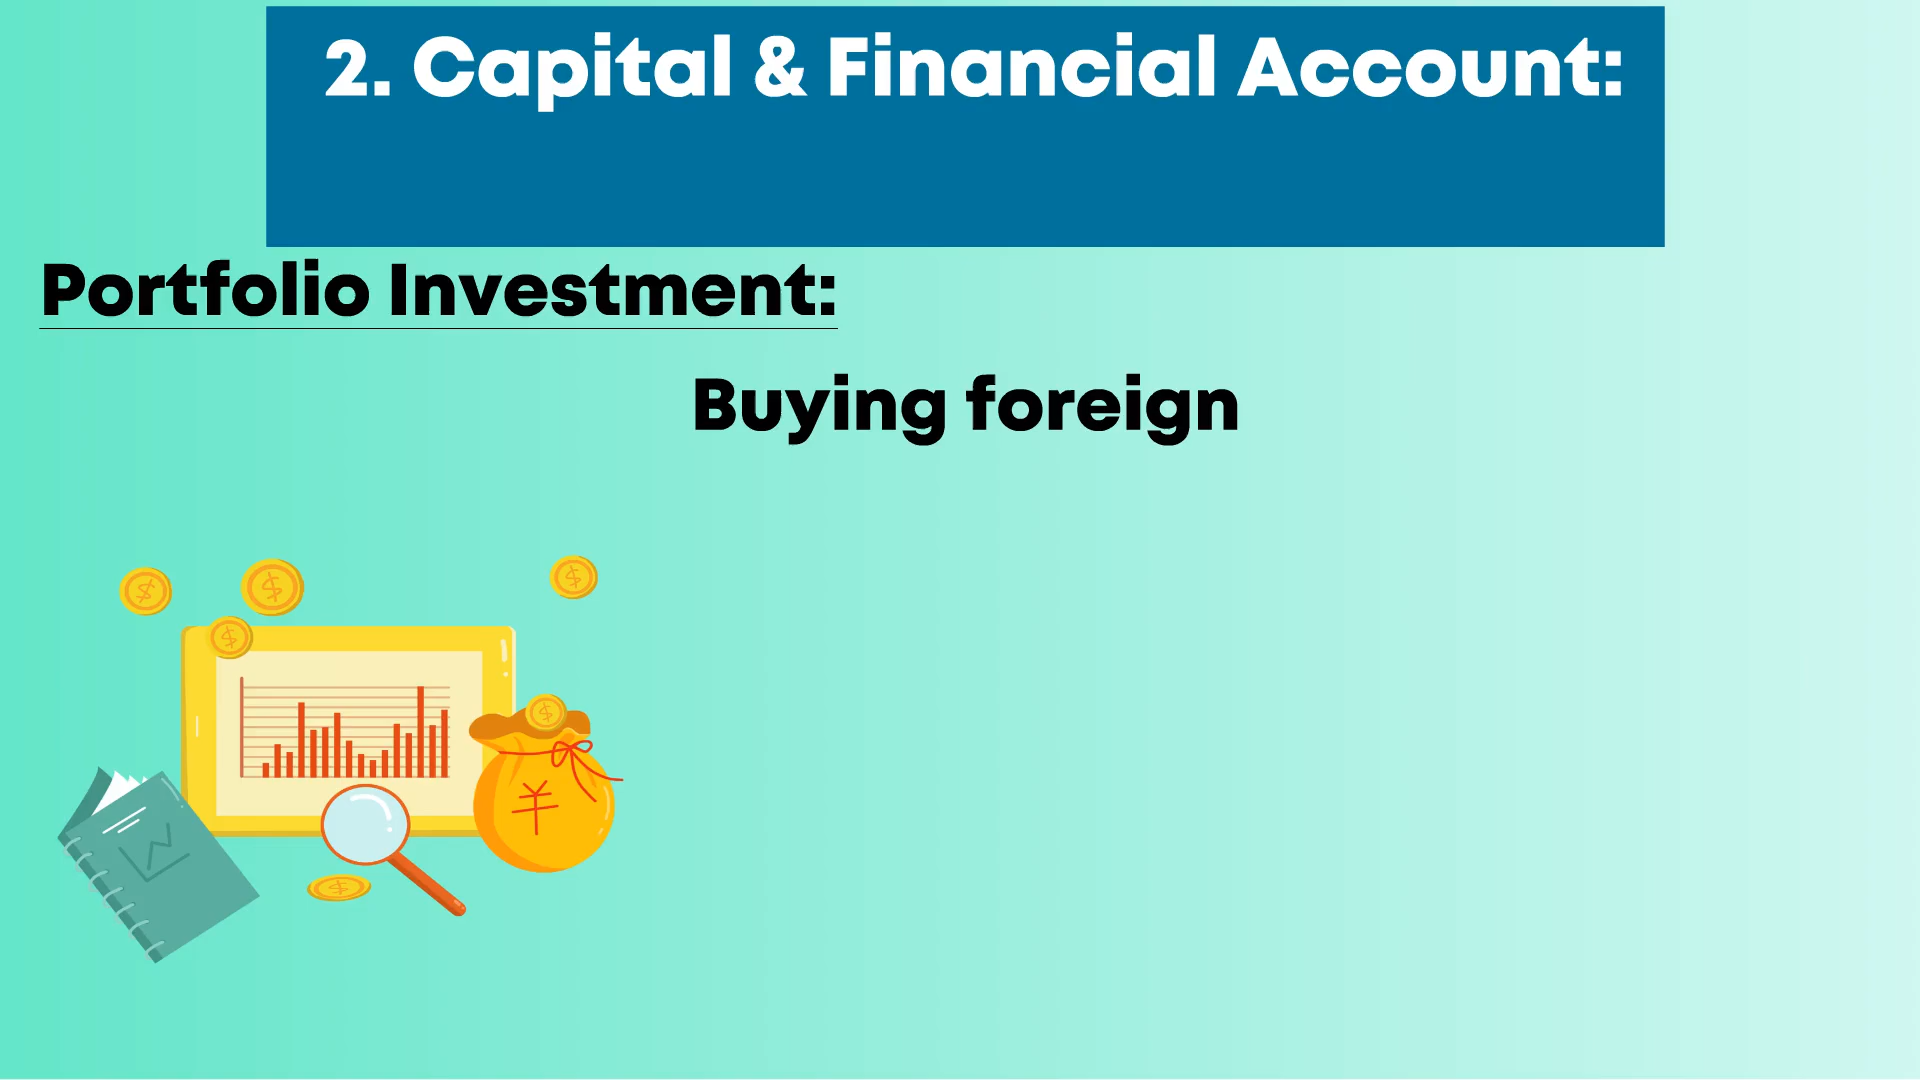 2. Capital & Financial Account:
Portfolio Investment:
Buying foreign